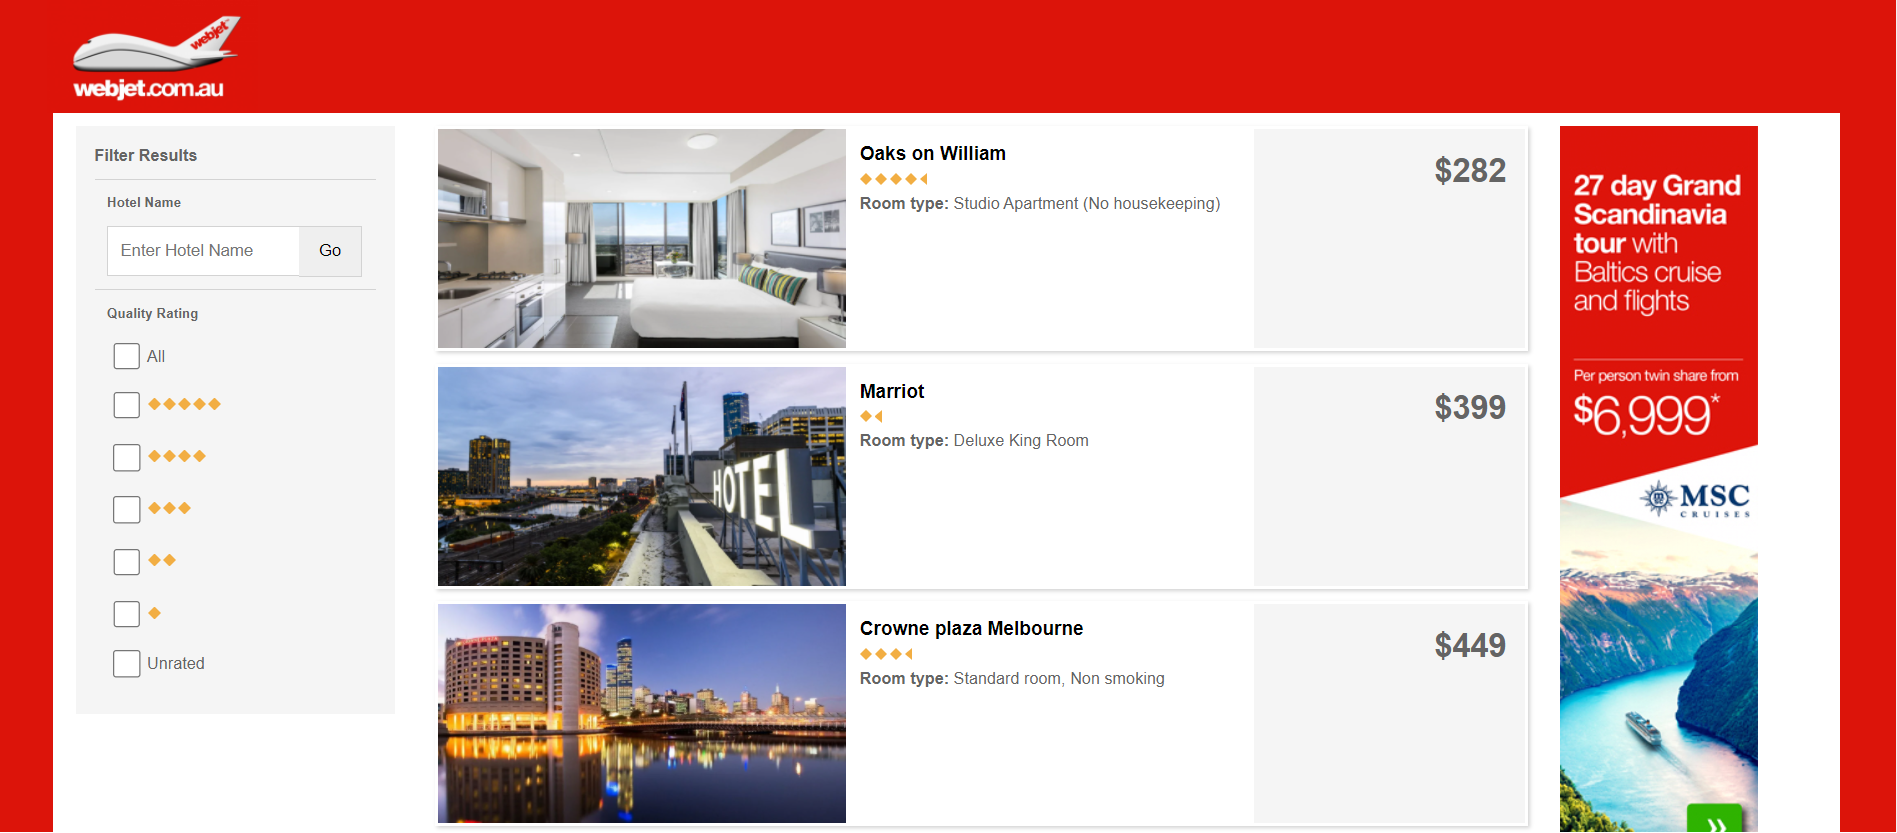 webjet
webjet.com.au
Filter Results
Hotel Name
Enter Hotel Name
Go
Quality Rating
All
Unrated
Oaks on William
Room type: Studio Apartment (No housekeeping)
$282
HOTEL
Marriot
Room type: Deluxe King Room
$399
Crowne plaza Melbourne
Room type: Standard room, Non smoking
$449
27 day Grand
Scandinavia
tour with
Baltics cruise
and flights
Per person twin share from
$6,999*
MSC
CRUISES
»